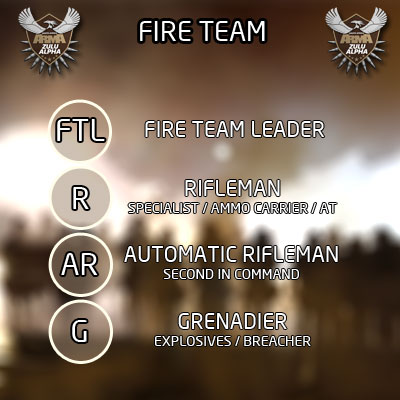 FIRE TEAM
ARMA
ZULU
ALPHA
ARMA
ZULU
ALPHA
FTL
FIRE TEAM LEADER
R
RIFLEMAN
SPECIALIST / AMMO CARRIER / AT
AR
AUTOMATIC RIFLEMAN
SECOND IN COMMAND
G
GRENADIER
EXPLOSIVES / BREACHER